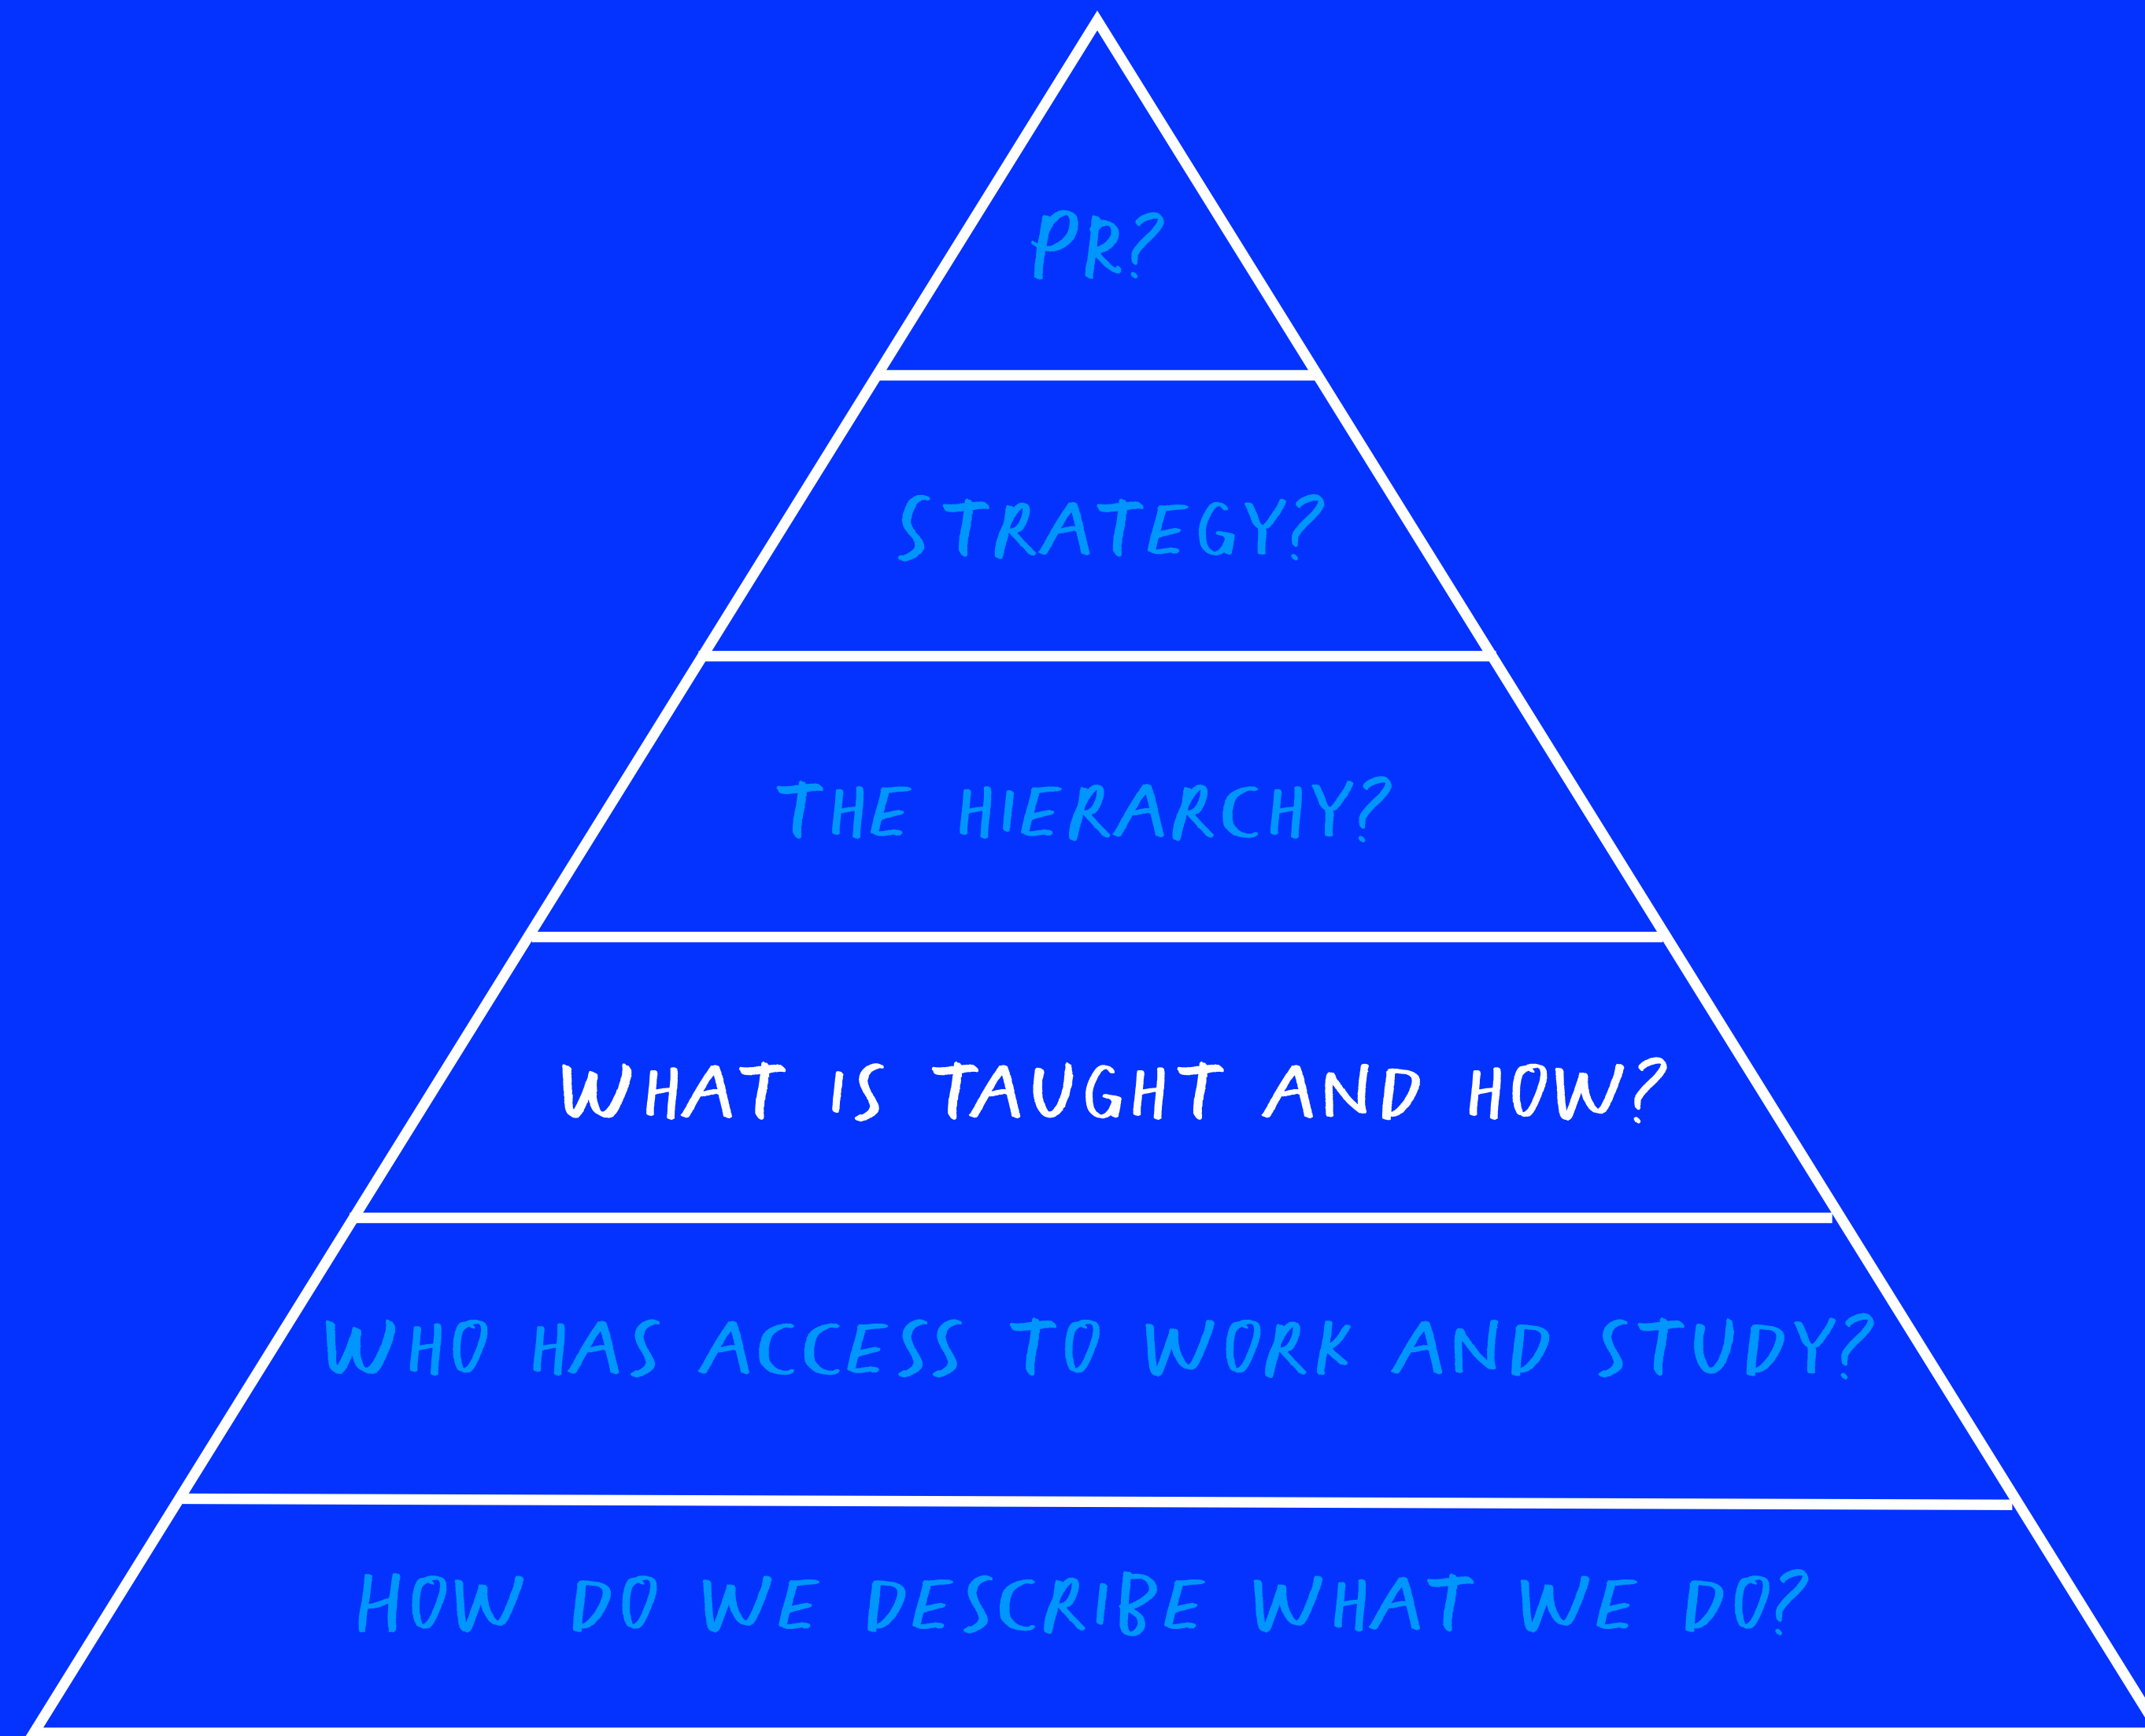 PR?
STRATEGY?
THE HIERARCHY?
WHAT IS TAUGHT AND HOW?
WHO HAS ACCESS TO WORK AND STUDY?
HOW DO WE DESCRIBE WHAT WE DO?